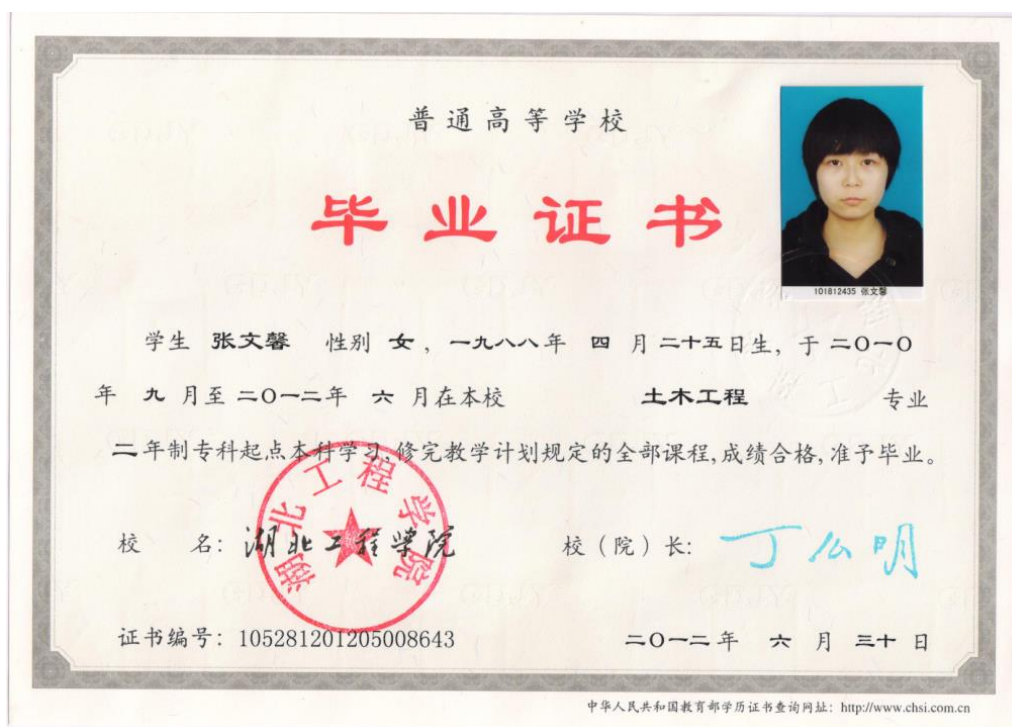 普通高等学校
毕业证书
101812435 张文馨
学生 张文馨 性别 女，一九八八年 四 月二十五日生，于二〇一〇
年 九 月至二〇一二年 六 月在本校 土木工程 专业
二年制专科起点本科学习,修完教学计划规定的全部课程,成绩合格,准予毕业。
湖北工程学院
校 名：湖北工程学院 校（院）长：丁么明
证书编号：105281201205008643 二〇一二年 六 月 三十 日
中华人民共和国教育部学历证书查询网址：http://www.chsi.com.cn